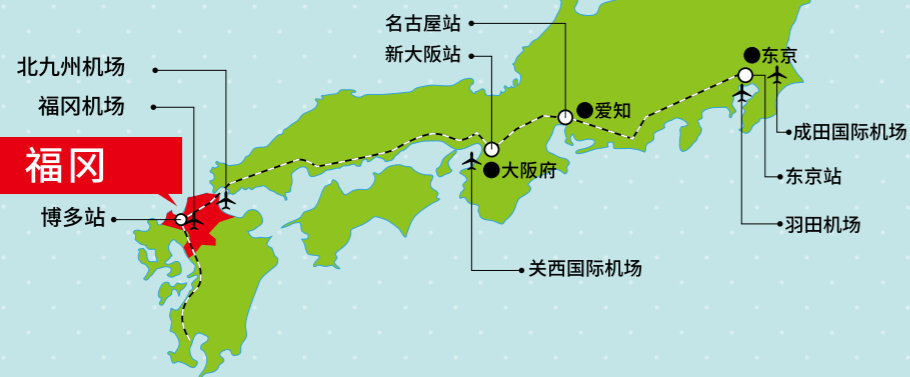 名古屋站
新大阪站
东京
北九州机场
福冈机场
爱知
成田国际机场
福冈
大阪府
东京站
博多站
羽田机场
关西国际机场